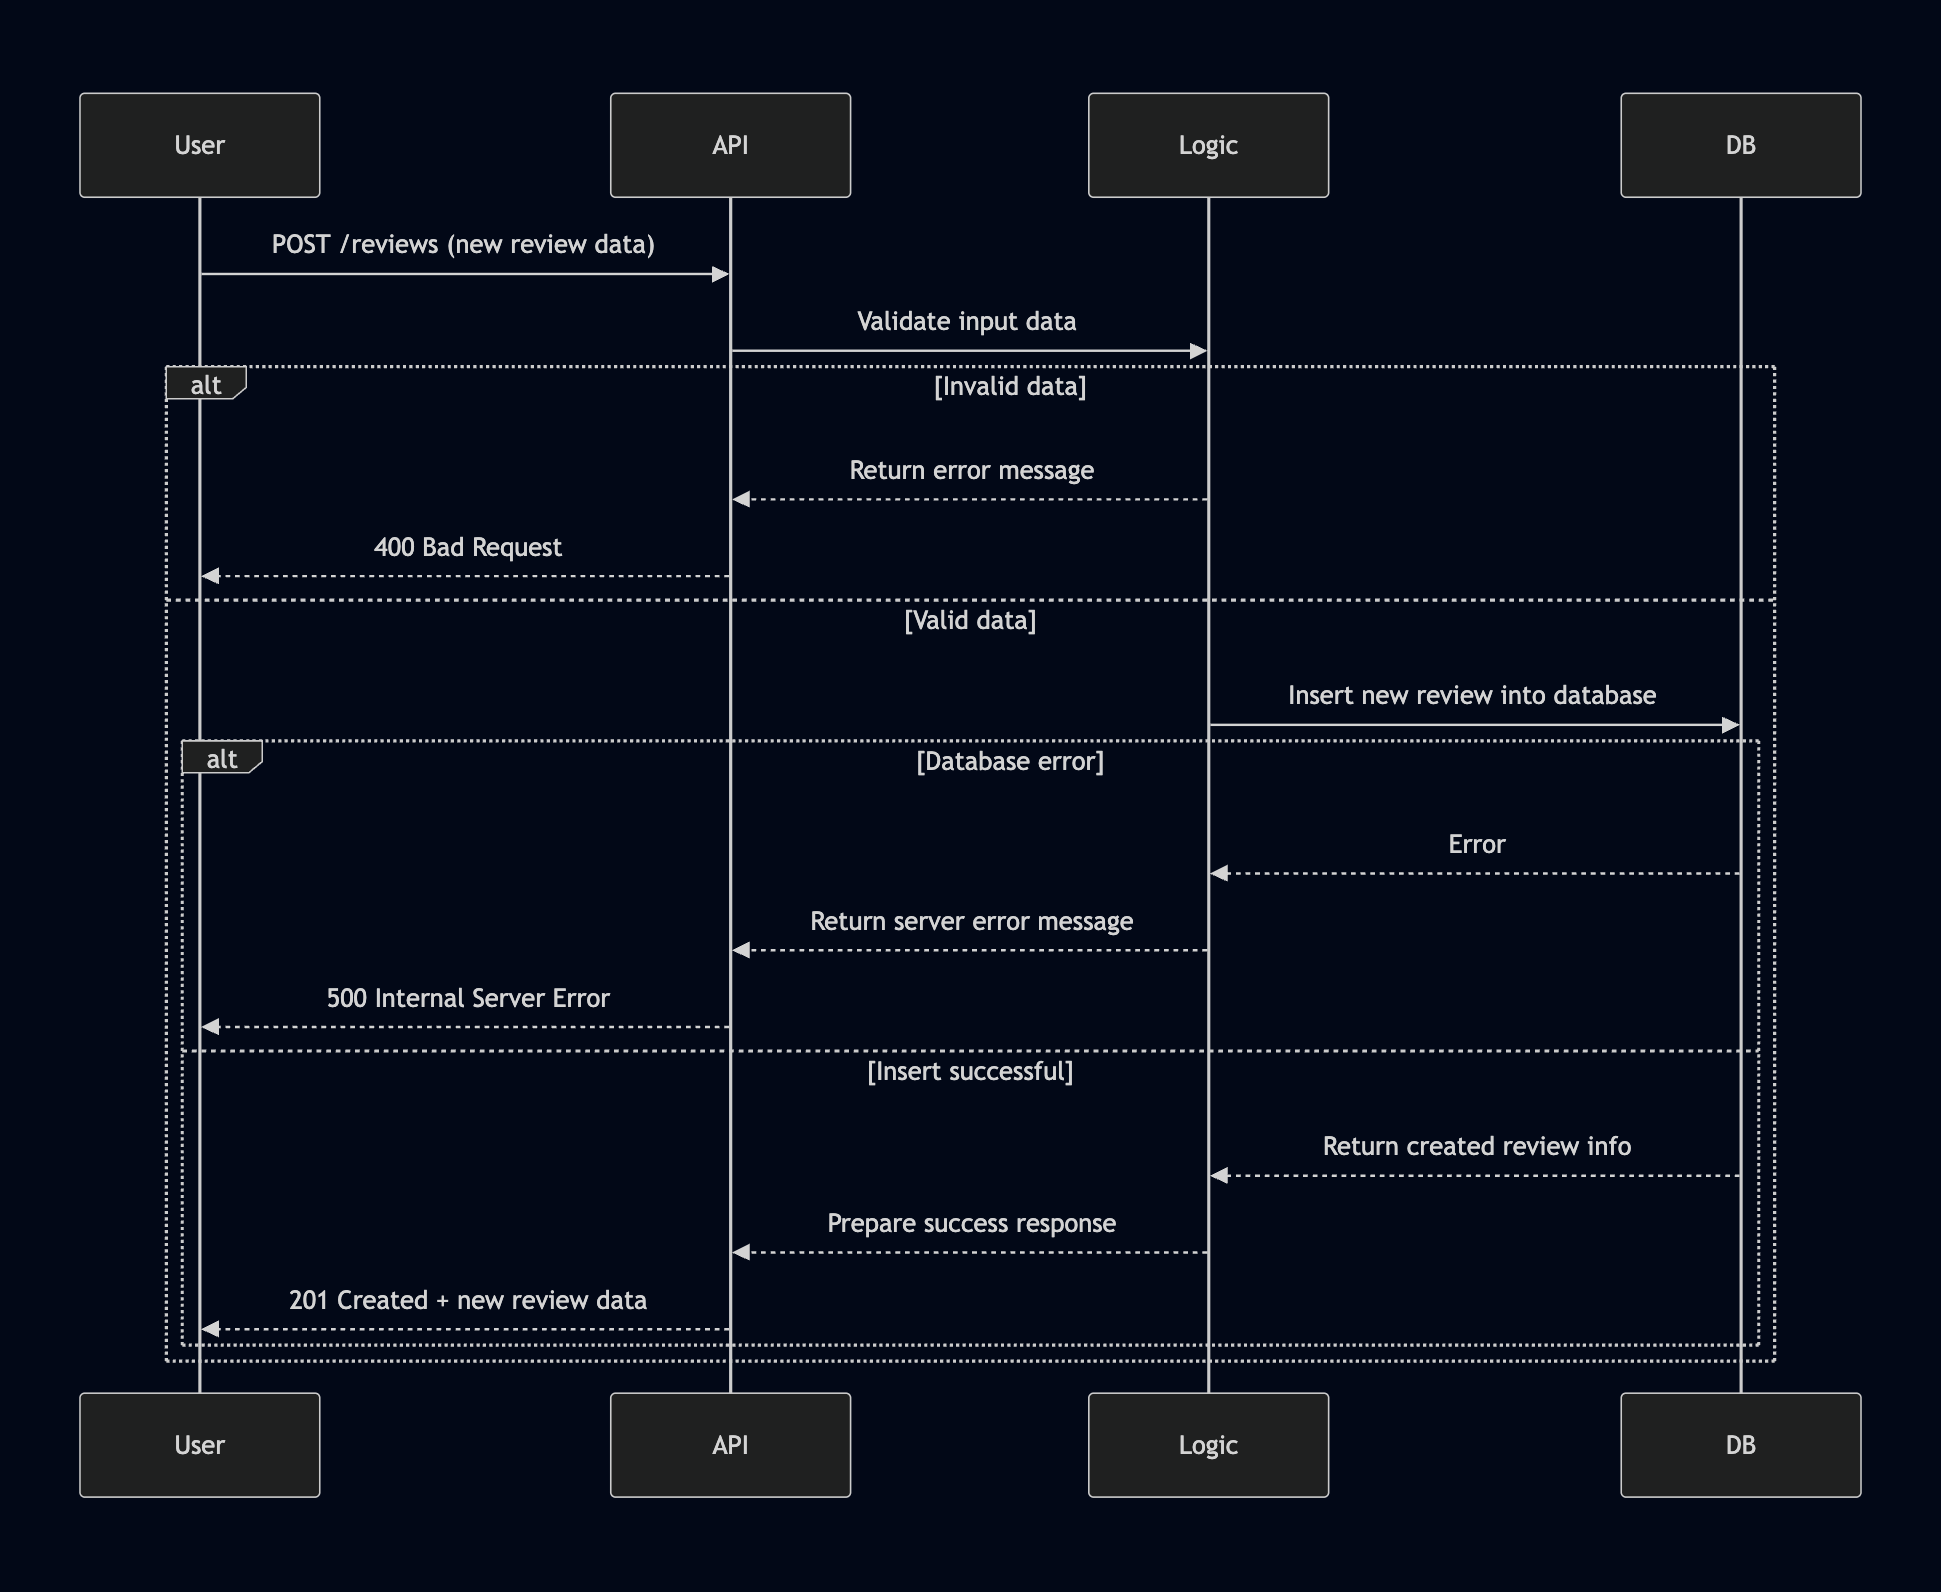 User
API
Logic
DB
POST /reviews (new review data)
Validate input data
alt
[Invalid data]
Return error message
400 Bad Request
[Valid data]
Insert new review into database
alt
[Database error]
Error
Return server error message
500 Internal Server Error
[Insert successful]
Return created review info
Prepare success response
201 Created + new review data
User
API
Logic
DB